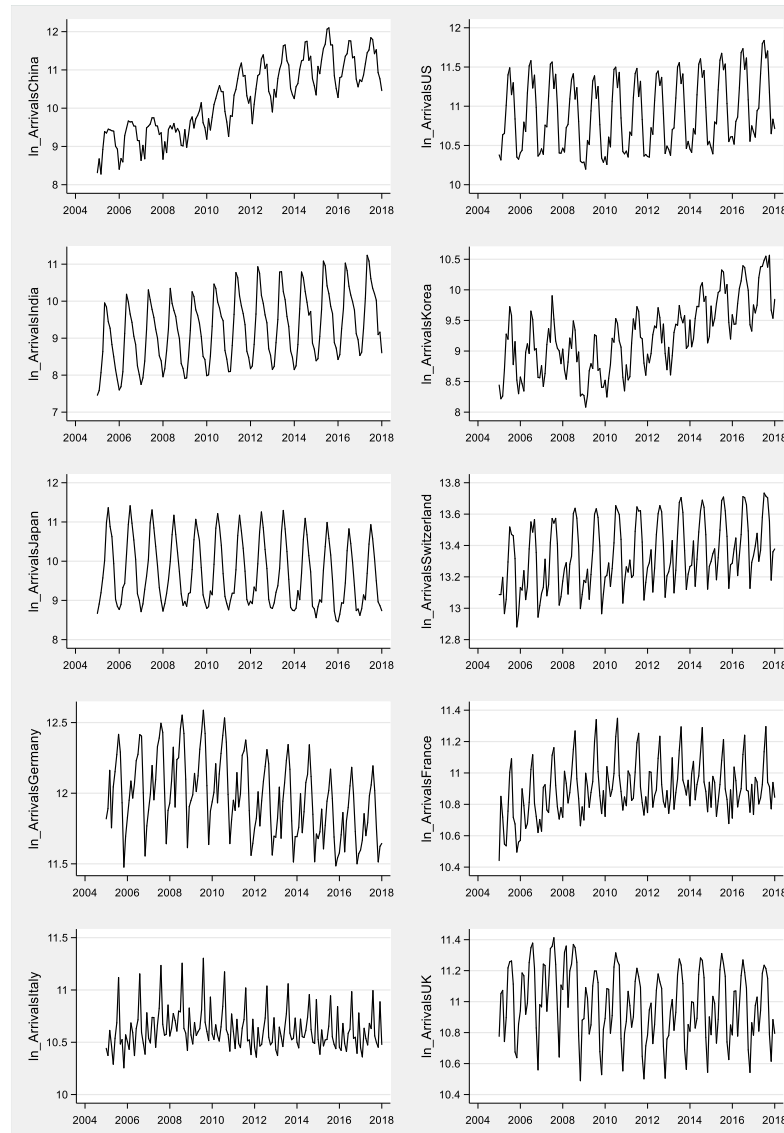 ln_ArrivalsChina
12
11
10
9
8
2004 2006 2008 2010 2012 2014 2016 2018
ln_ArrivalsUS
12
11.5
11
10.5
10
2004 2006 2008 2010 2012 2014 2016 2018
ln_ArrivalsIndia
11
10
9
8
7
2004 2006 2008 2010 2012 2014 2016 2018
ln_ArrivalsKorea
10.5
10
9.5
9
8.5
8
2004 2006 2008 2010 2012 2014 2016 2018
ln_ArrivalsJapan
12
11
10
9
8
2004 2006 2008 2010 2012 2014 2016 2018
ln_ArrivalsSwitzerland
13.8
13.6
13.4
13.2
13
12.8
2004 2006 2008 2010 2012 2014 2016 2018
ln_ArrivalsGermany
12.5
12
11.5
2004 2006 2008 2010 2012 2014 2016 2018
ln_ArrivalsFrance
11.4
11.2
11
10.8
10.6
10.4
2004 2006 2008 2010 2012 2014 2016 2018
ln_ArrivalsItaly
11.5
11
10.5
10
2004 2006 2008 2010 2012 2014 2016 2018
ln_ArrivalsUK
11.4
11.2
11
10.8
10.6
10.4
2004 2006 2008 2010 2012 2014 2016 2018